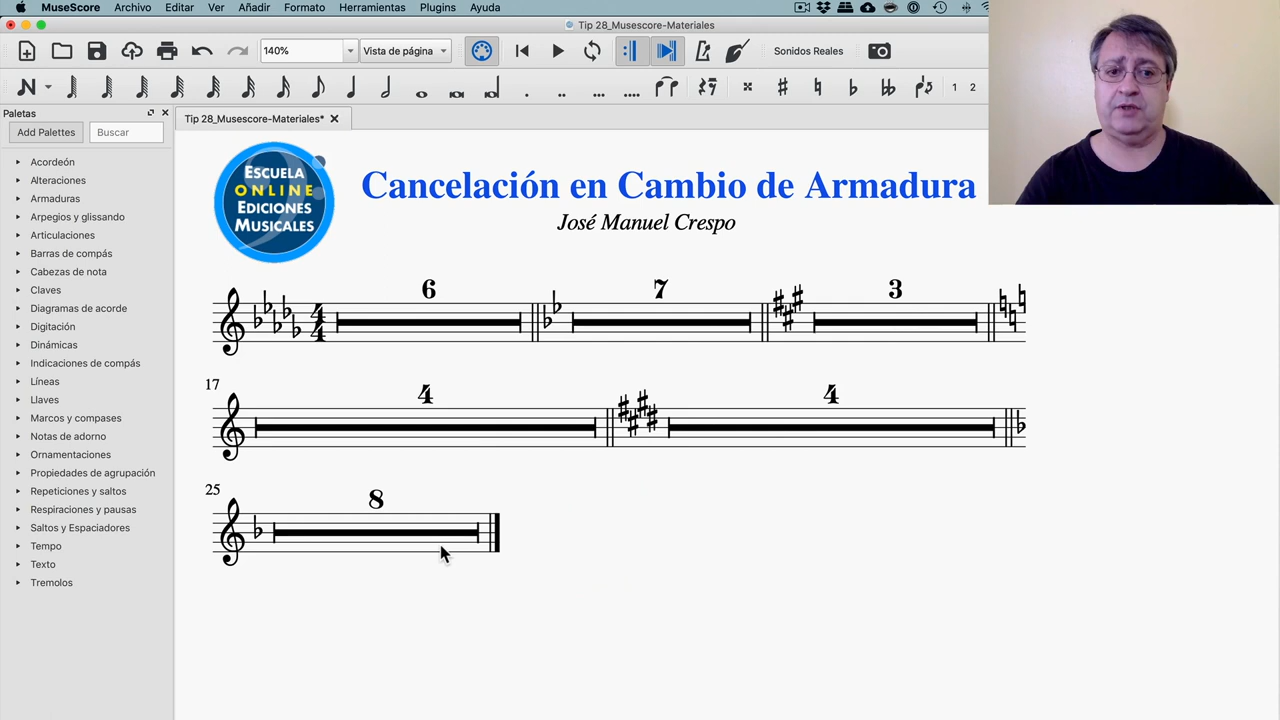 MuseScore Archivo Editar Ver Añadir Formato Herramientas Plugins Ayuda
Tip 28_Musescore-Materiales
140% Vista de página Sonidos Reales
1 2
Paletas
Tip 28_Musescore-Materiales*
Add Palettes Buscar
Acordeón
Alteraciones
Armaduras
Arpegios y glissando
Articulaciones
Barras de compás
Cabezas de nota
Claves
Diagramas de acorde
Digitación
Dinámicas
Indicaciones de compás
Líneas
Llaves
Marcos y compases
Notas de adorno
Ornamentaciones
Propiedades de agrupación
Repeticiones y saltos
Respiraciones y pausas
Saltos y Espaciadores
Tempo
Texto
Tremolos
ESCUELA
ONLINE
EDICIONES
MUSICALES
Cancelación en Cambio de Armadura
José Manuel Crespo
6 7 3
4
4
17 4 4
25 8